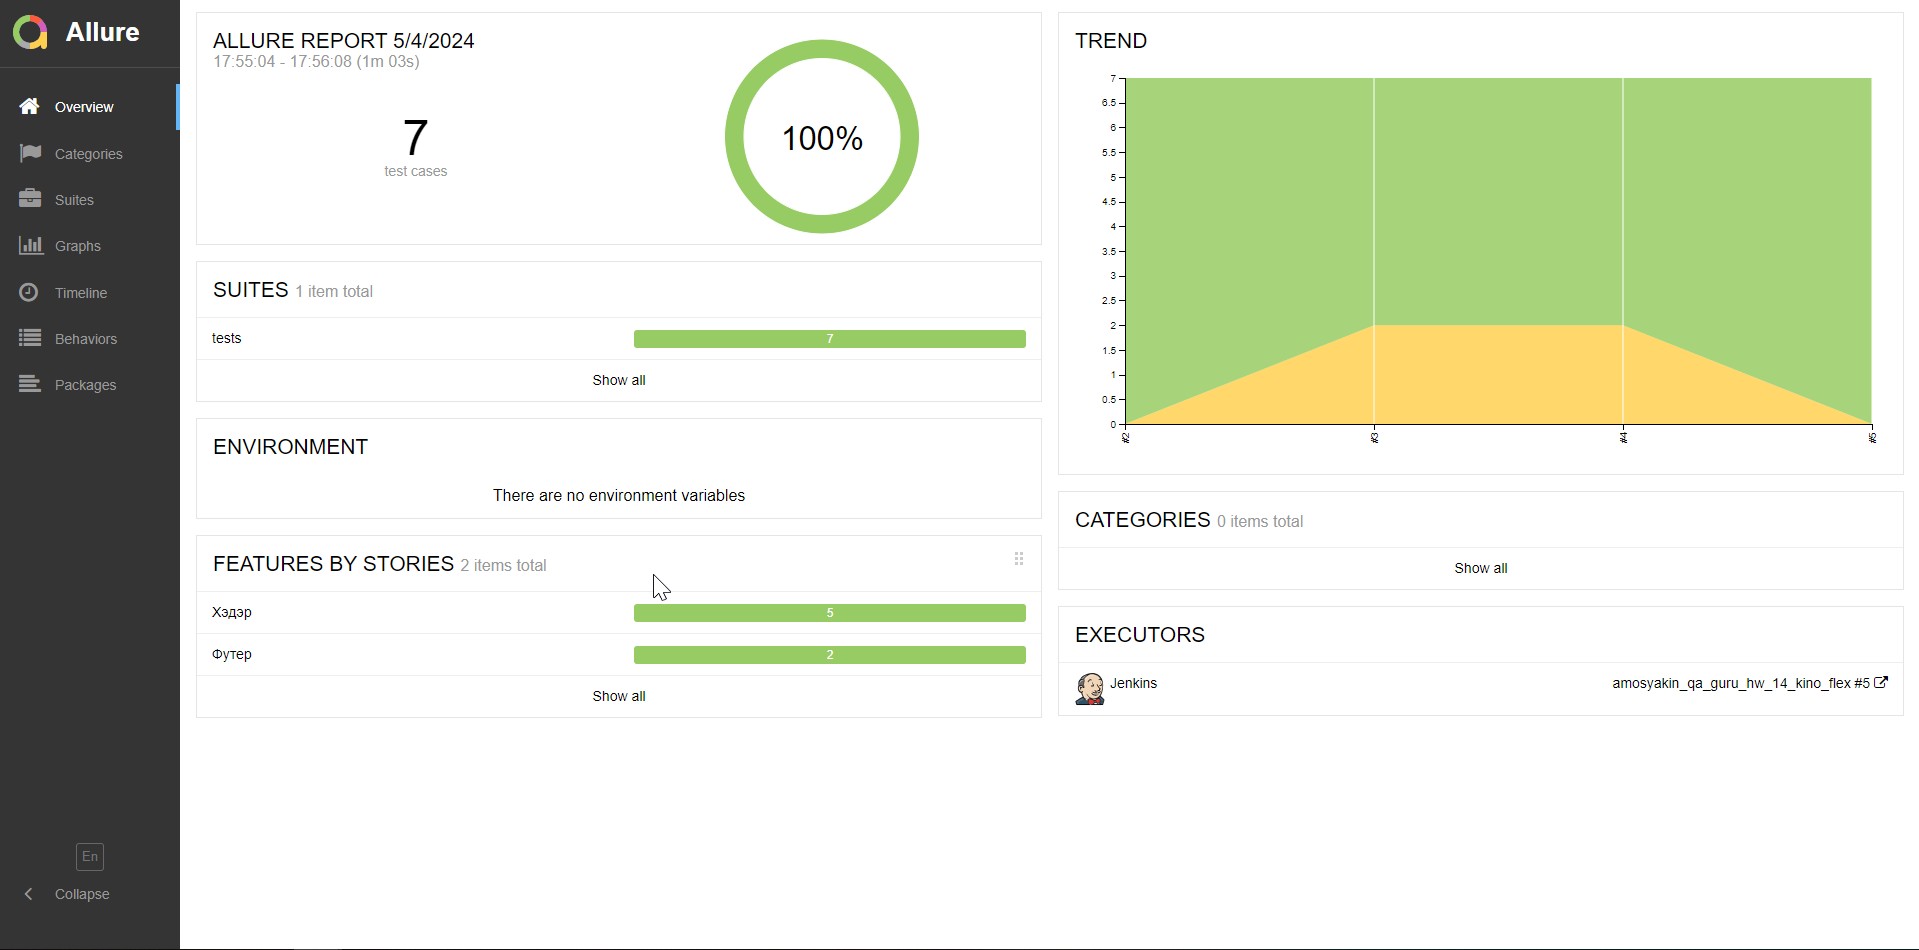 Allure
Overview
Categories
Suites
Graphs
Timeline
Behaviors
Packages
En
Collapse
ALLURE REPORT 5/4/2024
17:55:04 - 17:56:08 (1m 03s)
7
test cases
100%
SUITES 1 item total
tests 7
Show all
ENVIRONMENT
There are no environment variables
FEATURES BY STORIES 2 items total
Хэдэр 5
Футер 2
Show all
TREND
7
6.5
6
5.5
5
4.5
4
3.5
3
2.5
2
1.5
1
0.5
0
#2 #3 #4 #5
CATEGORIES 0 items total
Show all
EXECUTORS
Jenkins amosyakin_qa_guru_hw_14_kino_flex #5